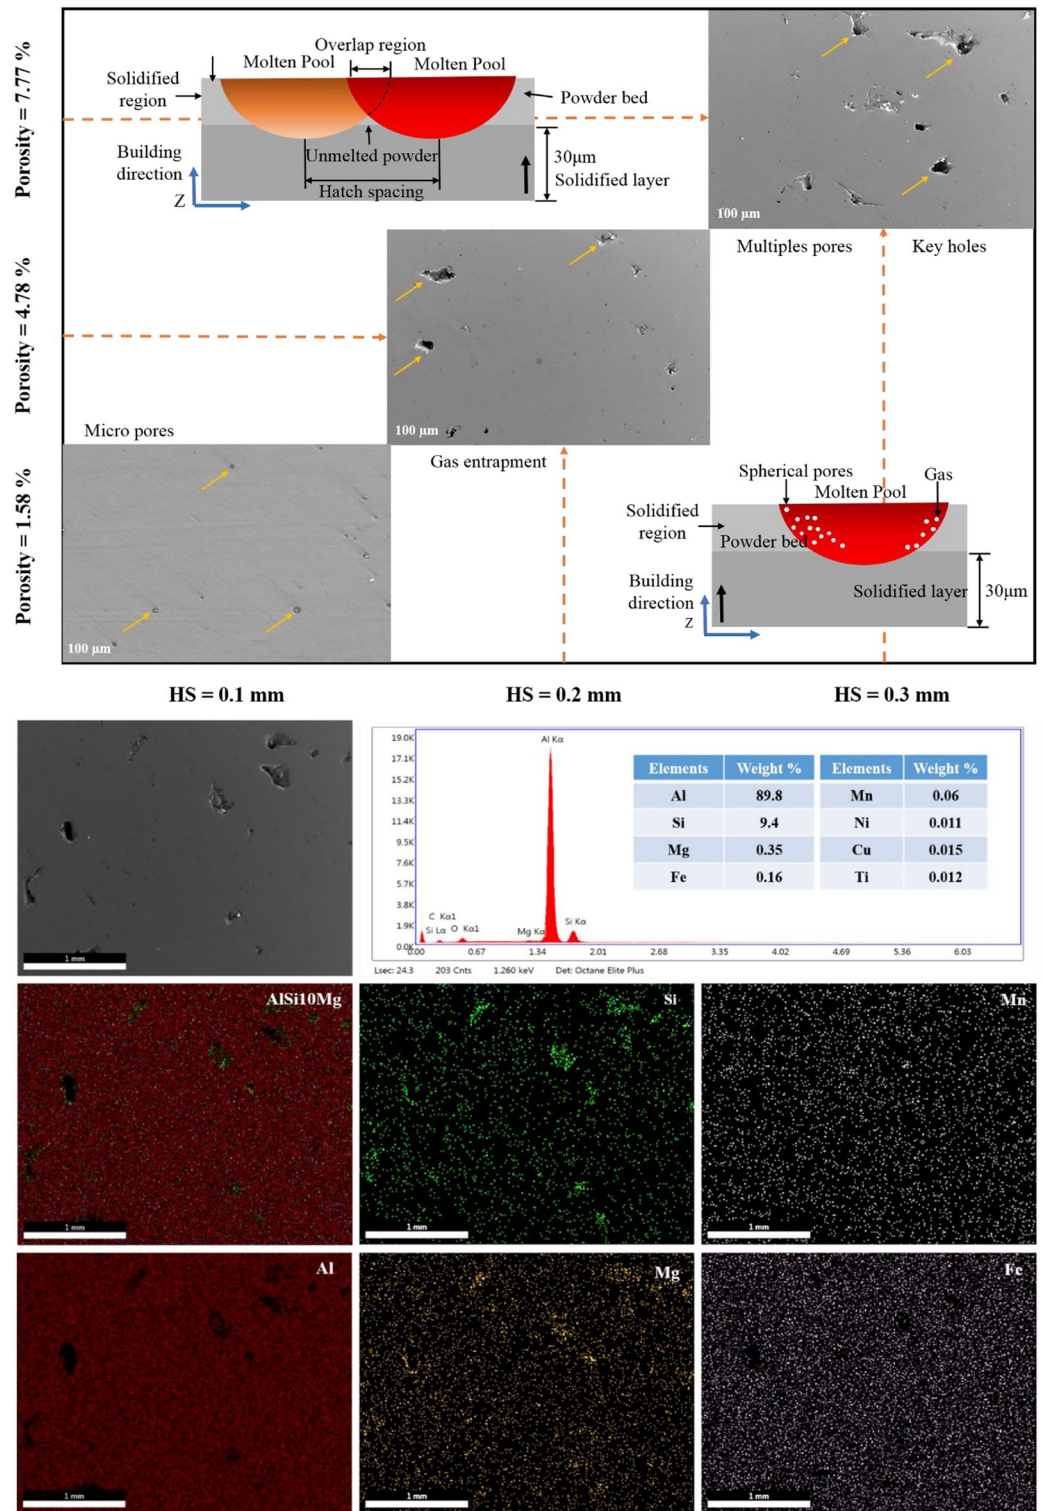 Porosity = 7.77 %
Overlap region
Molten Pool
Molten Pool
Solidified
region
Powder bed
Unmelted powder
Building
direction
30μm
Solidified layer
Hatch spacing
Z
100 μm
Multiples pores
Key holes
Porosity = 4.78 %
100 μm
Micro pores
Gas entrapment
Porosity = 1.58 %
100 μm
Spherical pores
Gas
Molten Pool
Solidified
region
Powder bed
Building
direction
Solidified layer
30μm
Z
HS = 0.1 mm
HS = 0.2 mm
HS = 0.3 mm
1 mm
19.0K
17.1K
15.2K
13.3K
11.4K
9.5K
7.6K
5.7K
3.8K
1.9K
0.0K
Al Kα
C Kα1
Si Lα
O Kα1
Mg Kα
Si Kα
0.00
0.67
1.34
2.01
2.68
3.35
4.02
4.69
5.36
6.03
Lsec: 24.3 203 Cnts 1.260 keV Det: Octane Elite Plus
Elements Weight % Elements Weight %
Al 89.8 Mn 0.06
Si 9.4 Ni 0.011
Mg 0.35 Cu 0.015
Fe 0.16 Ti 0.012
AlSi10Mg
1 mm
Si
1 mm
Mn
1 mm
Al
1 mm
Mg
1 mm
Fe
1 mm